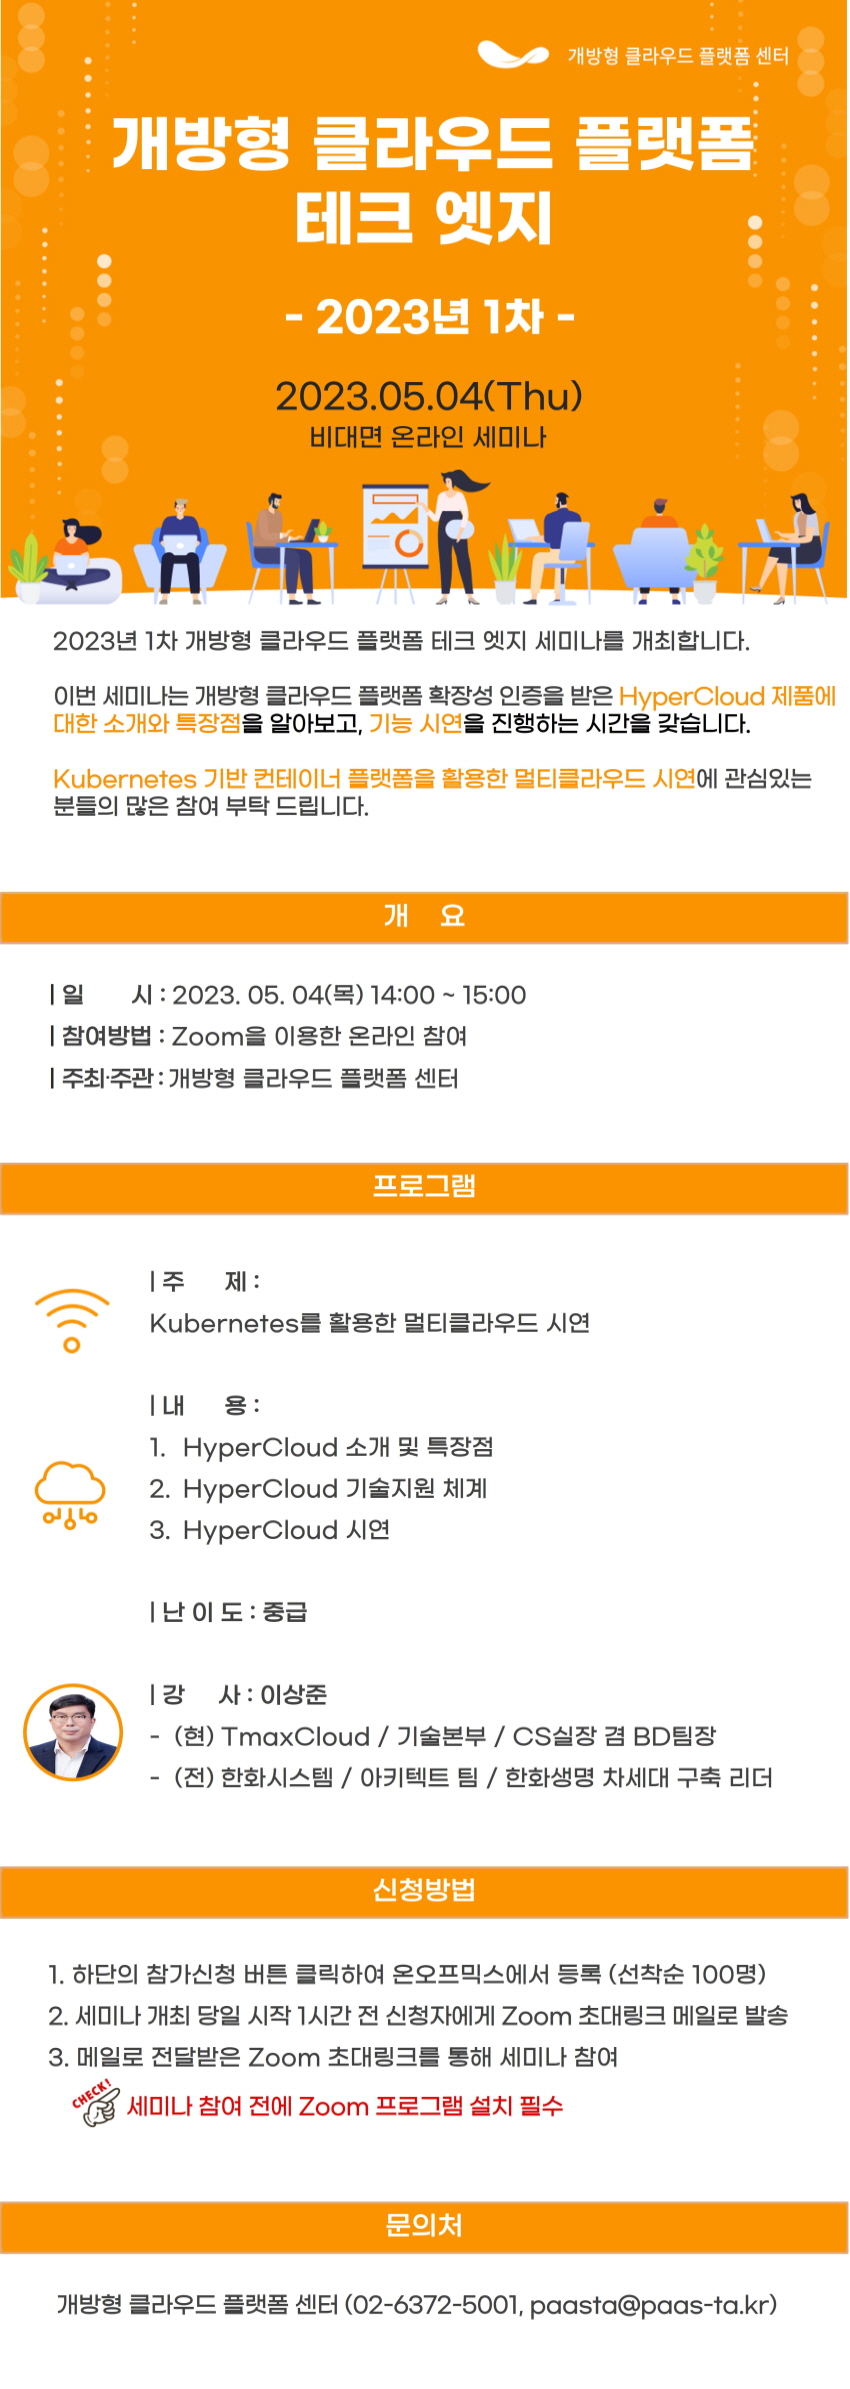 개방형 클라우드 플랫폼 센터
개방형 클라우드 플랫폼
테크 엣지
- 2023년 1차 -
2023.05.04(Thu)
비대면 온라인 세미나
2023년 1차 개방형 클라우드 플랫폼 테크 엣지 세미나를 개최합니다.
이번 세미나는 개방형 클라우드 플랫폼 확장성 인증을 받은 HyperCloud 제품에
대한 소개와 특장점을 알아보고, 기능 시연을 진행하는 시간을 갖습니다.
Kubernetes 기반 컨테이너 플랫폼을 활용한 멀티클라우드 시연에 관심있는
분들의 많은 참여 부탁 드립니다.
개 요
| 일 시 : 2023. 05. 04(목) 14:00 ~ 15:00
| 참여방법 : Zoom을 이용한 온라인 참여
| 주최·주관 : 개방형 클라우드 플랫폼 센터
프로그램
| 주 제 :
Kubernetes를 활용한 멀티클라우드 시연
| 내 용 :
1. HyperCloud 소개 및 특장점
2. HyperCloud 기술지원 체계
3. HyperCloud 시연
| 난 이 도 : 중급
| 강 사 : 이상준
- (현) TmaxCloud / 기술본부 / CS실장 겸 BD팀장
- (전) 한화시스템 / 아키텍트 팀 / 한화생명 차세대 구축 리더
신청방법
1. 하단의 참가신청 버튼 클릭하여 온오프믹스에서 등록 (선착순 100명)
2. 세미나 개최 당일 시작 1시간 전 신청자에게 Zoom 초대링크 메일로 발송
3. 메일로 전달받은 Zoom 초대링크를 통해 세미나 참여
CHECK!
세미나 참여 전에 Zoom 프로그램 설치 필수
문의처
개방형 클라우드 플랫폼 센터 (02-6372-5001, paasta@paas-ta.kr)